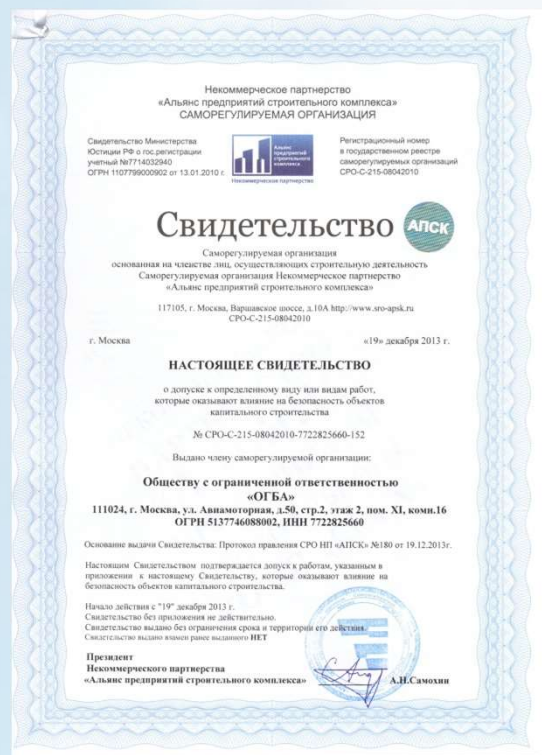 Некоммерческое партнерство
«Альянс предприятий строительного комплекса»
САМОРЕГУЛИРУЕМАЯ ОРГАНИЗАЦИЯ
Свидетельство Министерства
Юстиции РФ о гос.регистрации
учетный №7714032940
ОГРН 1107799000902 от 13.01.2010 г.
Альянс
предприятий
строительного
комплекса
Некоммерческое партнерство
Регистрационный номер
в государственном реестре
саморегулируемых организаций
СРО-С-215-08042010
Свидетельство
АПСК
Саморегулируемая организация
основанная на членстве лиц, осуществляющих строительную деятельность
Саморегулируемая организация Некоммерческое партнерство
«Альянс предприятий строительного комплекса»
117105, г. Москва, Варшавское шоссе, д.10А http://www.sro-apsk.ru
СРО-С-215-08042010
г. Москва
«19» декабря 2013 г.
НАСТОЯЩЕЕ СВИДЕТЕЛЬСТВО
о допуске к определенному виду или видам работ,
которые оказывают влияние на безопасность объектов
капитального строительства
№ СРО-С-215-08042010-7722825660-152
Выдано члену саморегулируемой организации:
Обществу с ограниченной ответственностью
«ОГБА»
111024, г. Москва, ул. Авиамоторная, д.50, стр.2, этаж 2, пом. XI, комн.16
ОГРН 5137746088002, ИНН 7722825660
Основание выдачи Свидетельства: Протокол правления СРО НП «АПСК» №180 от 19.12.2013г.
Настоящим Свидетельством подтверждается допуск к работам, указанным в
приложении к настоящему Свидетельству, которые оказывают влияние на
безопасность объектов капитального строительства.
Начало действия с "19" декабря 2013 г.
Свидетельство без приложения не действительно.
Свидетельство выдано без ограничения срока и территории его действия.
Свидетельство выдано взамен ранее выданного НЕТ
Президент
Некоммерческого партнерства
«Альянс предприятий строительного комплекса»
А.Н.Самохин